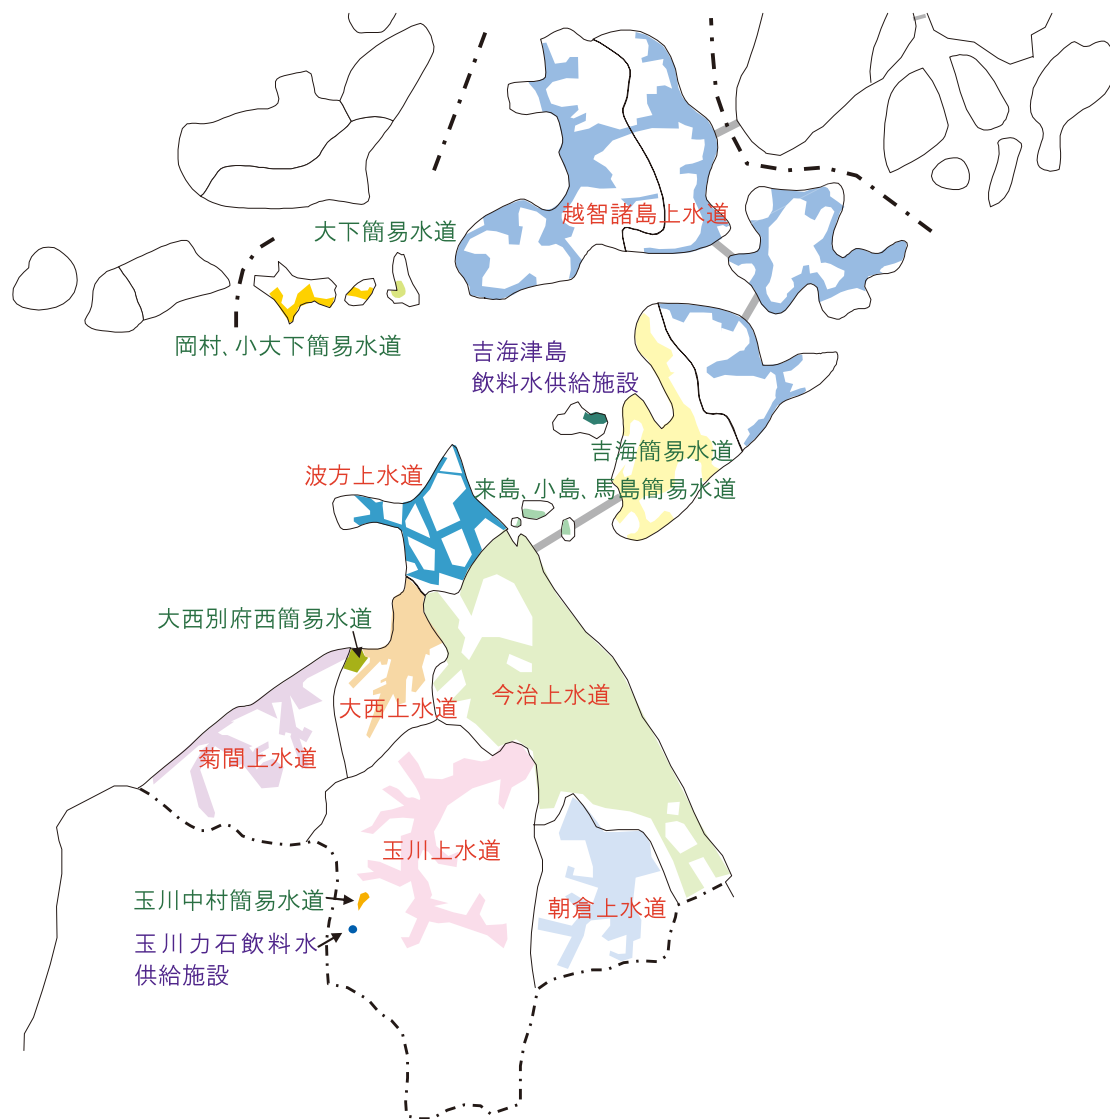 越智諸島上水道
大下簡易水道
岡村、小大下簡易水道
吉海津島
飲料水供給施設
吉海簡易水道
波方上水道
来島、小島、馬島簡易水道
大西別府西簡易水道
今治上水道
大西上水道
菊間上水道
玉川上水道
玉川中村簡易水道
朝倉上水道
玉川力石飲料水
供給施設